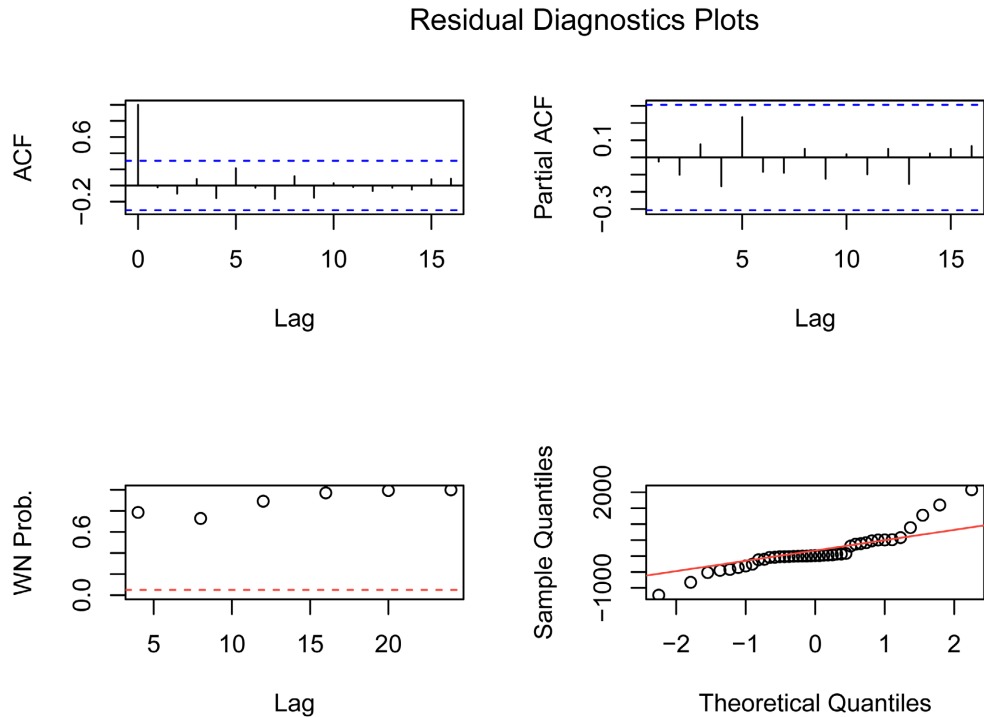 Residual Diagnostics Plots
ACF
0.6
−0.2
0 5 10 15
Lag
Partial ACF
0.1
−0.3
5 10 15
Lag
WN Prob.
0.6
0.0
5 10 15 20
Lag
Sample Quantiles
2000
−1000
−2 −1 0 1 2
Theoretical Quantiles